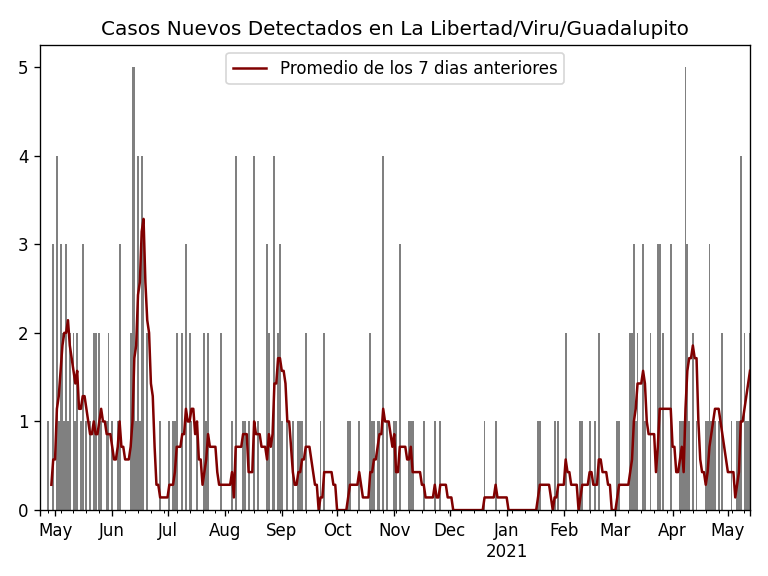 Casos Nuevos Detectados en La Libertad/Viru/Guadalupito
Promedio de los 7 dias anteriores
5
4
3
2
1
0
May Jun Jul Aug Sep Oct Nov Dec Jan Feb Mar Apr May
2021